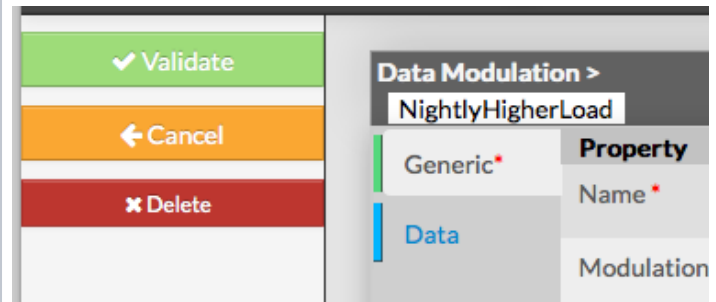 Validate
Cancel
Delete
Data Modulation >
NightlyHigherLoad
Generic*
Data
Property
Name *
Modulation